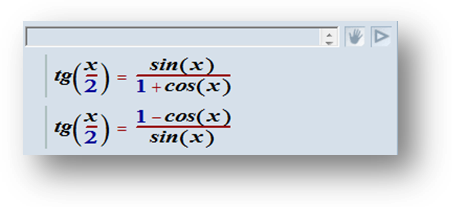 tg(x/2) = sin(x)/(1+cos(x))
tg(x/2) = (1-cos(x))/sin(x)